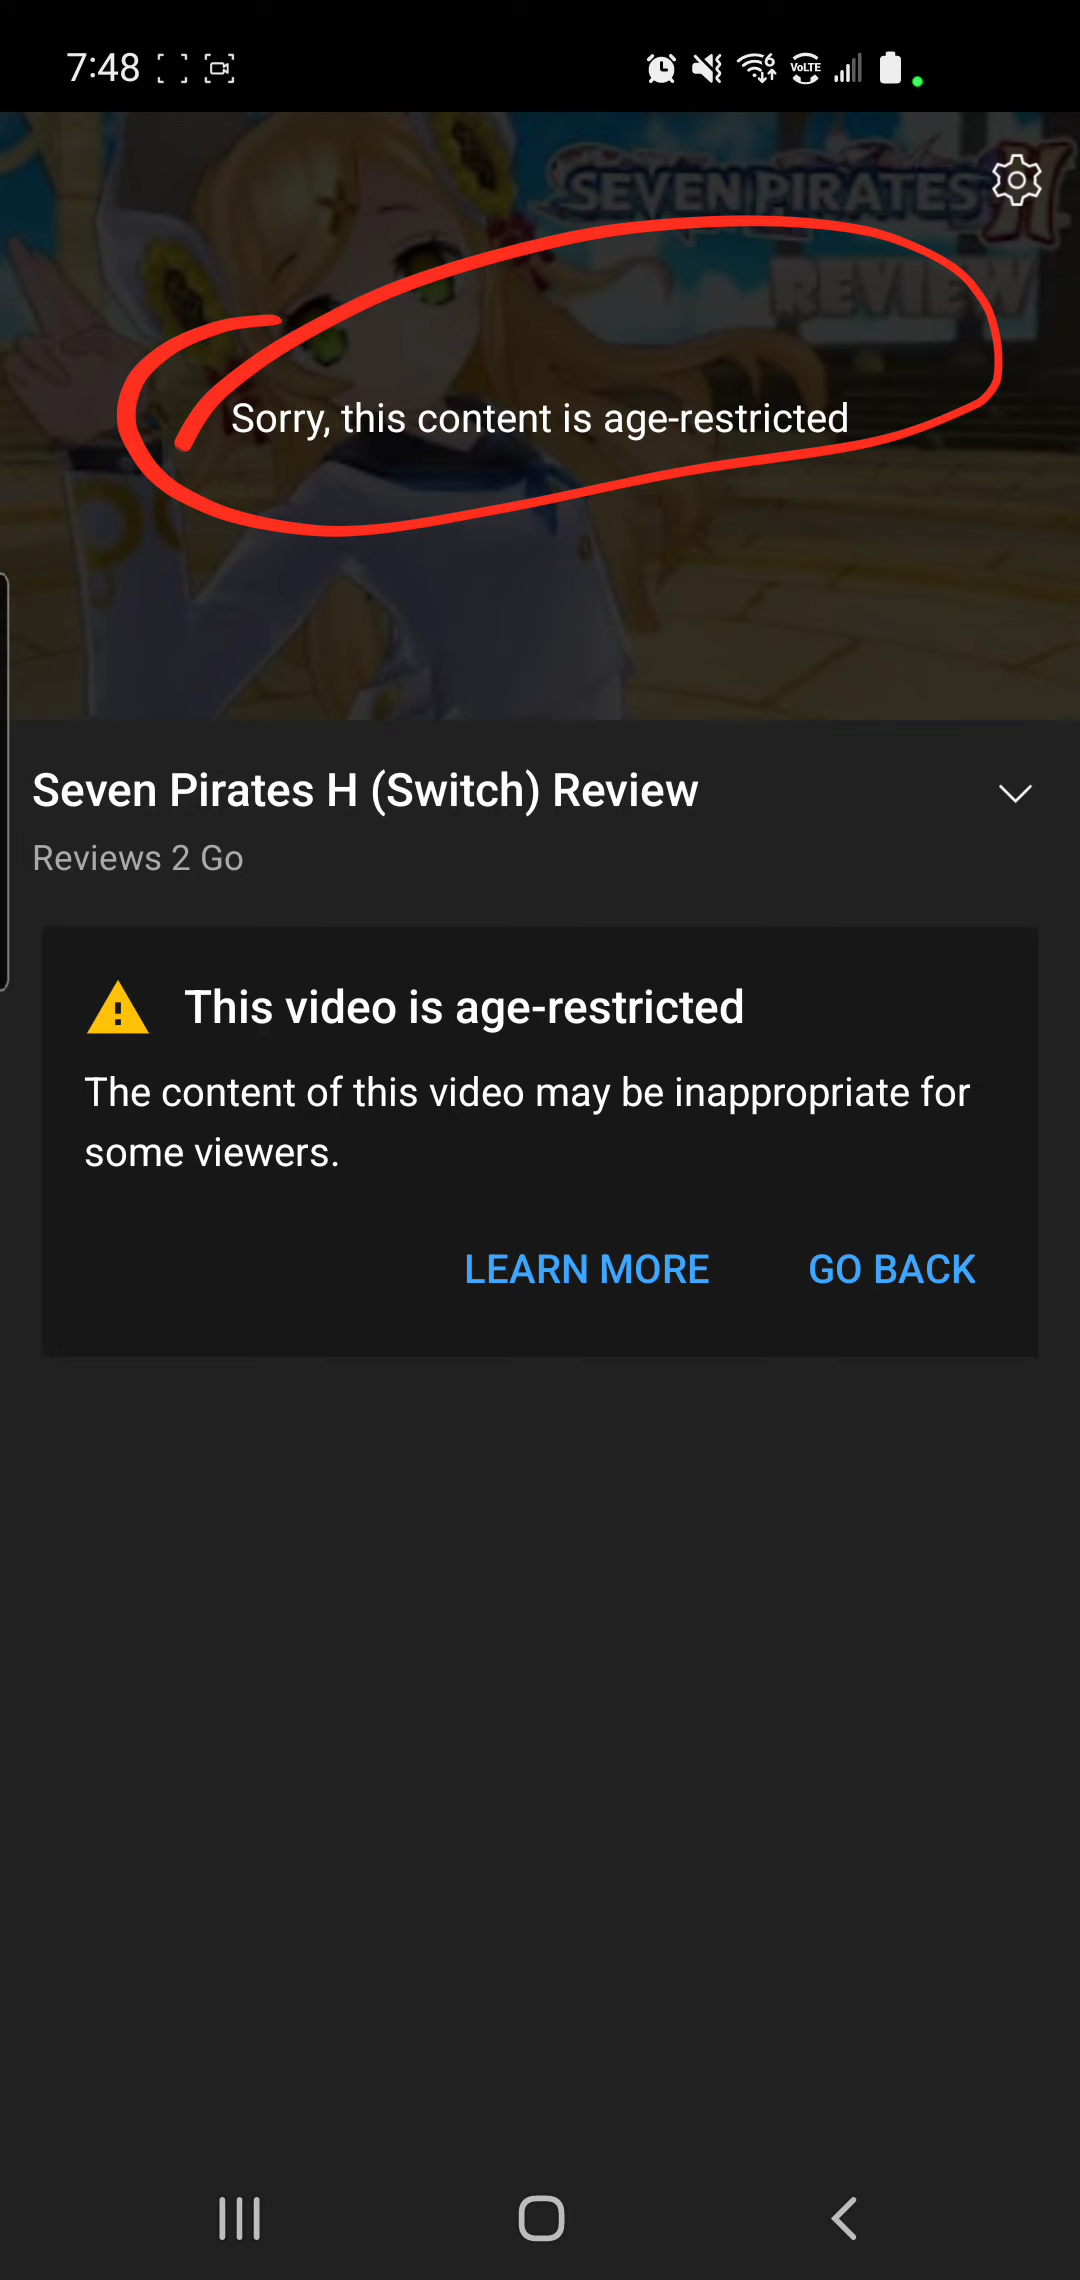 7:48
6
VoLTE
SEVEN PIRATES H
REVIEW
Sorry, this content is age-restricted
Seven Pirates H (Switch) Review
Reviews 2 Go
This video is age-restricted
The content of this video may be inappropriate for
some viewers.
LEARN MORE GO BACK